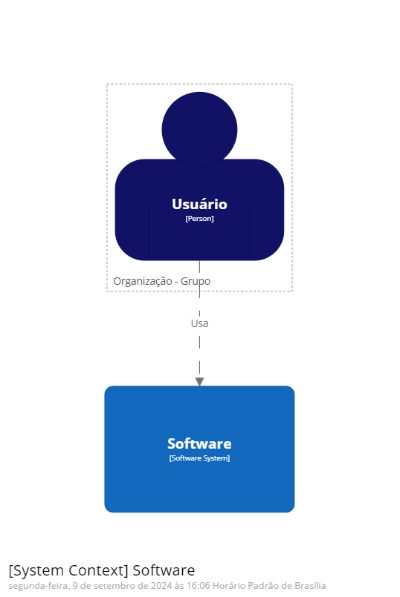 Usuário
[Person]
Organização - Grupo
Usa
Software
[Software System]
[System Context] Software
segunda-feira, 9 de setembro de 2024 às 16:06 Horário Padrão de Brasília